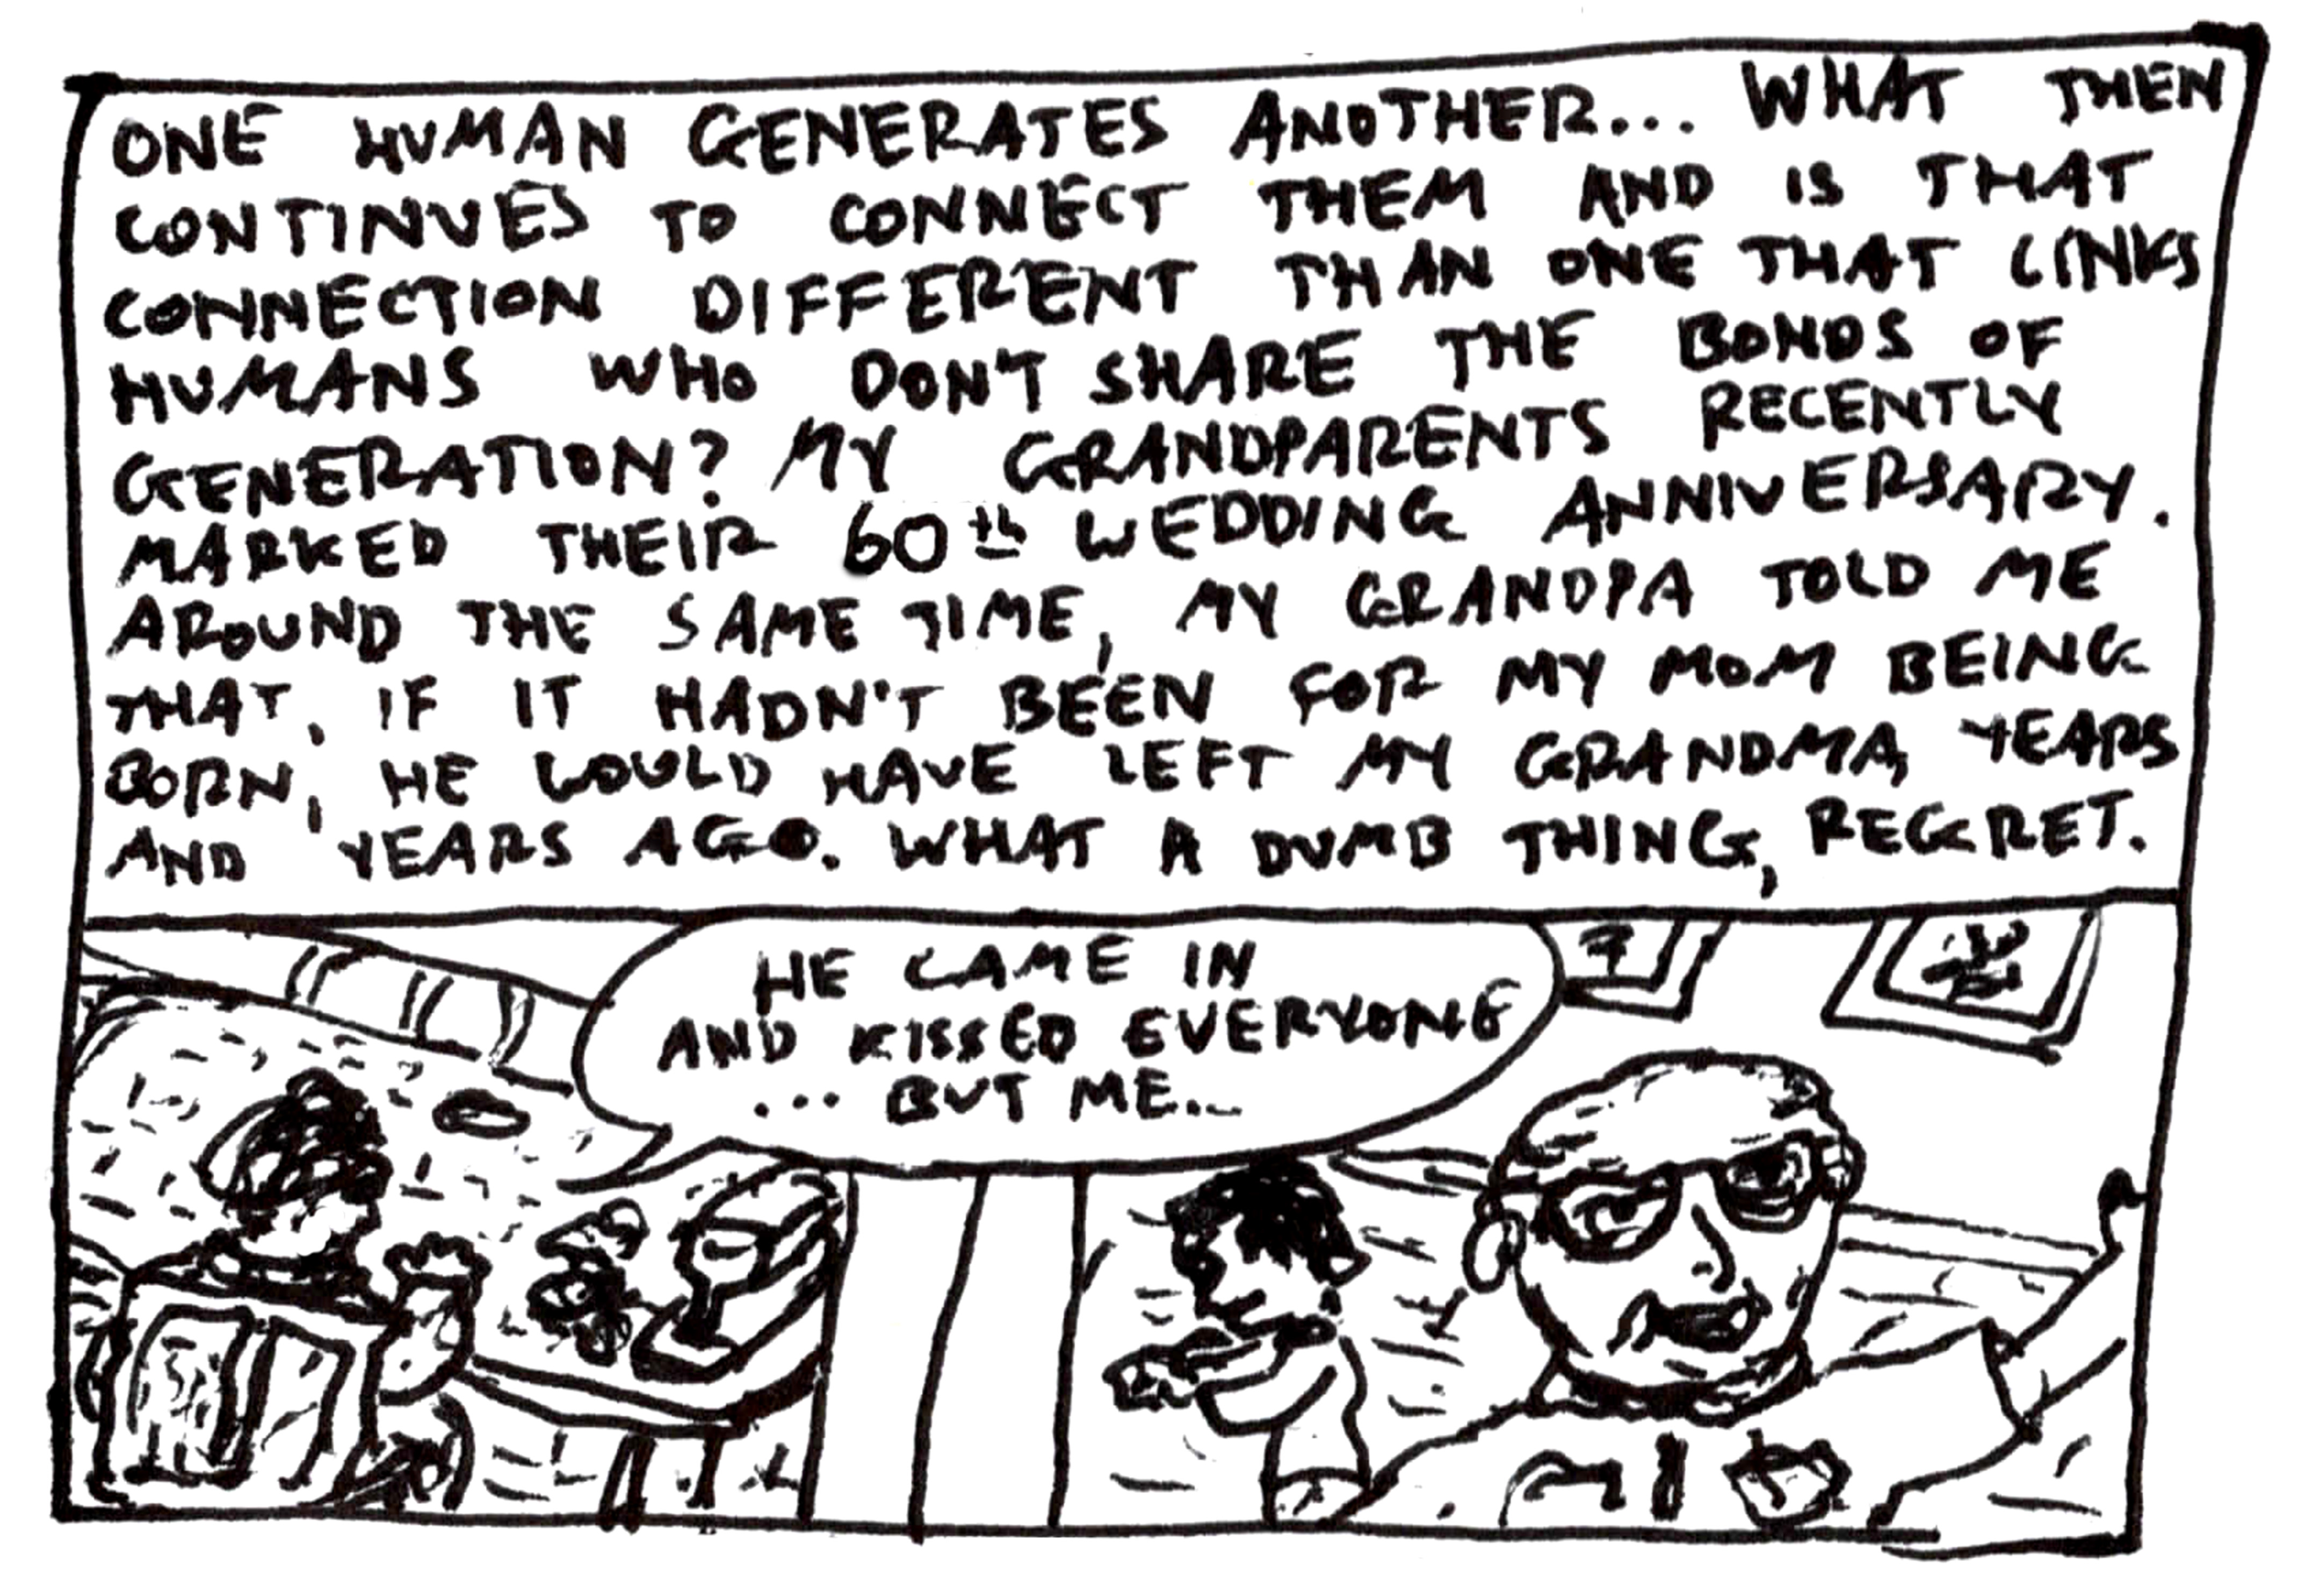 ONE HUMAN GENERATES ANOTHER... WHAT THEN
CONTINUES TO CONNECT THEM AND IS THAT
CONNECTION DIFFERENT THAN ONE THAT LINKS
HUMANS WHO DON'T SHARE THE BONDS OF
GENERATION? MY GRANDPARENTS RECENTLY
MARKED THEIR 60th WEDDING ANNIVERSARY.
AROUND THE SAME TIME, MY GRANDPA TOLD ME
THAT, IF IT HADN'T BEEN FOR MY MOM BEING
BORN, HE WOULD HAVE LEFT MY GRANDMA YEARS
AND YEARS AGO. WHAT A DUMB THING, REGRET.
HE CAME IN
AND KISSED EVERYONE
... BUT ME...